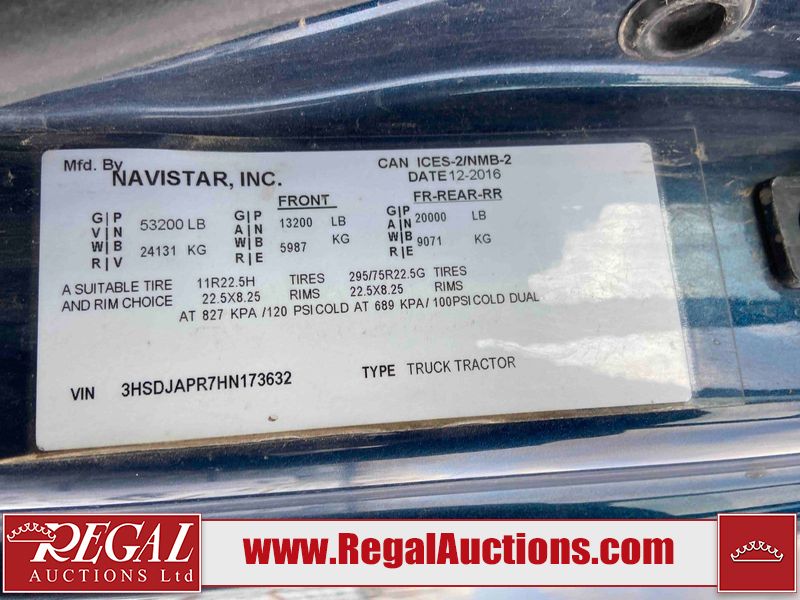 Mfd. By
NAVISTAR, INC.
CAN ICES-2/NMB-2
DATE 12-2016
FRONT
FR-REAR-RR
G|P
V|N
W|B
R|V
53200 LB
24131 KG
G|P
A|N
W|B
R|E
13200 LB
5987 KG
G|P
A|N
W|B
R|E
20000 LB
9071 KG
A SUITABLE TIRE 11R22.5H TIRES 295/75R22.5G TIRES
AND RIM CHOICE 22.5X8.25 RIMS 22.5X8.25 RIMS
AT 827 KPA /120 PSI COLD AT 689 KPA/ 100PSI COLD DUAL
VIN 3HSDJAPR7HN173632 TYPE TRUCK TRACTOR
REGAL
AUCTIONS Ltd
www.RegalAuctions.com